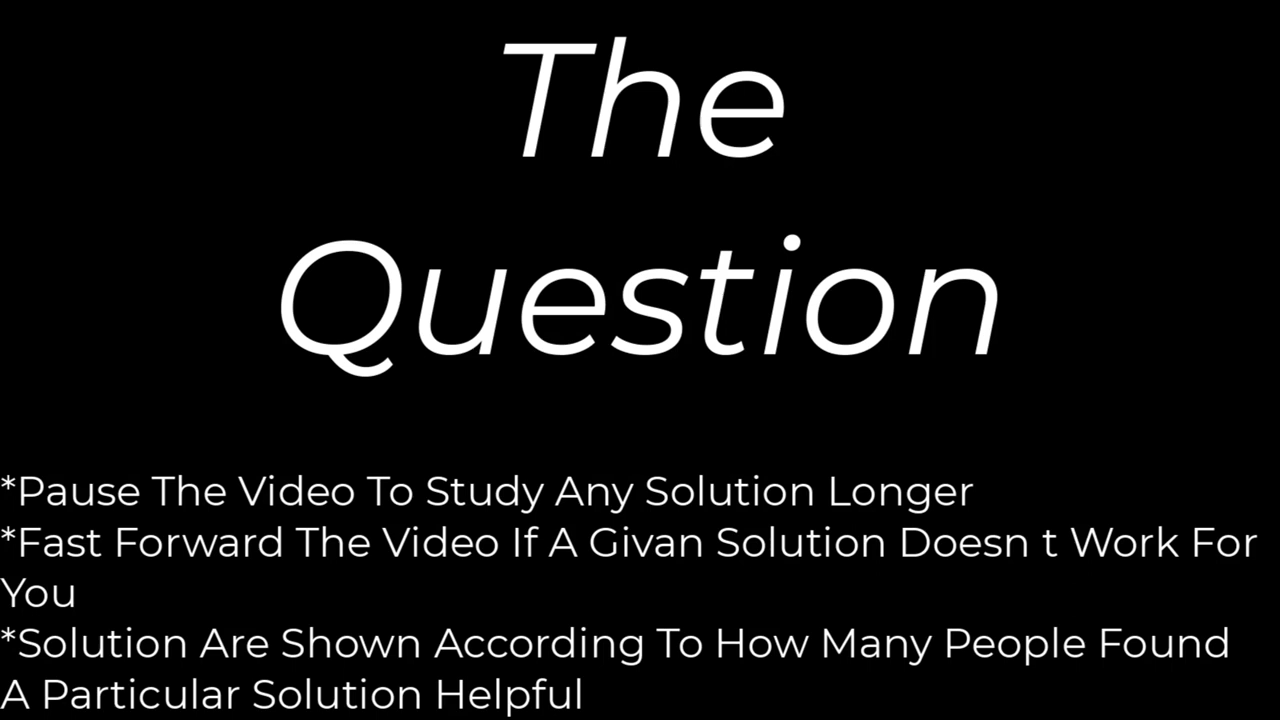 The
Question
*Pause The Video To Study Any Solution Longer
*Fast Forward The Video If A Givan Solution Doesn t Work For
You
*Solution Are Shown According To How Many People Found
A Particular Solution Helpful